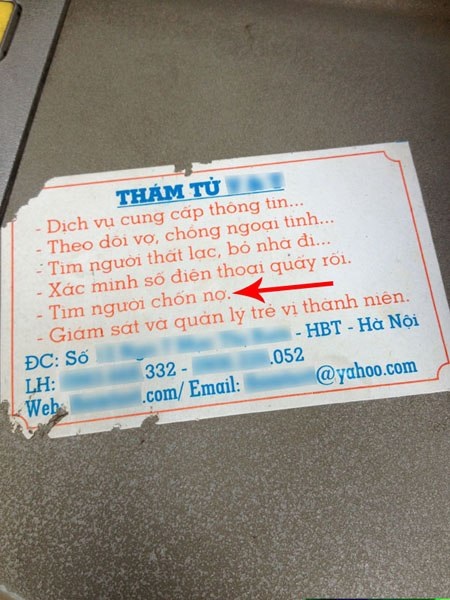 THÁM TỬ
- Dịch vụ cung cấp thông tin...
- Theo dõi vợ, chồng ngoại tình...
- Tìm người thất lạc, bỏ nhà đi...
- Xác minh số điện thoại quấy rối.
- Tìm người chốn nợ.
- Giám sát và quản lý trẻ vị thành niên.
ĐC: Số - HBT - Hà Nội
LH: 332 - .052
Web: .com/ Email: @yahoo.com